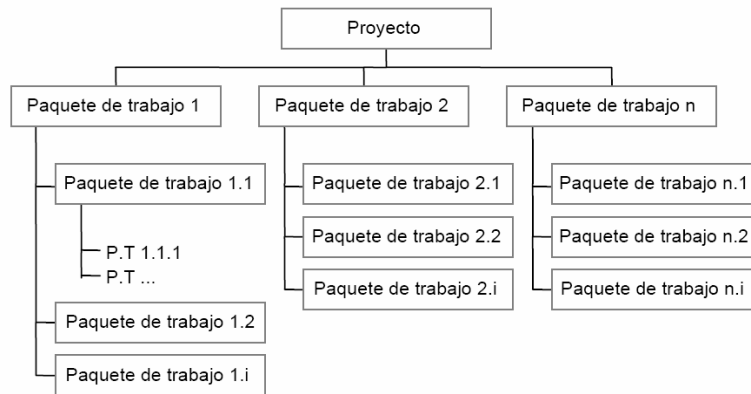 Proyecto
Paquete de trabajo 1
Paquete de trabajo 2
Paquete de trabajo n
Paquete de trabajo 1.1
P.T 1.1.1
P.T ...
Paquete de trabajo 1.2
Paquete de trabajo 1.i
Paquete de trabajo 2.1
Paquete de trabajo 2.2
Paquete de trabajo 2.i
Paquete de trabajo n.1
Paquete de trabajo n.2
Paquete de trabajo n.i